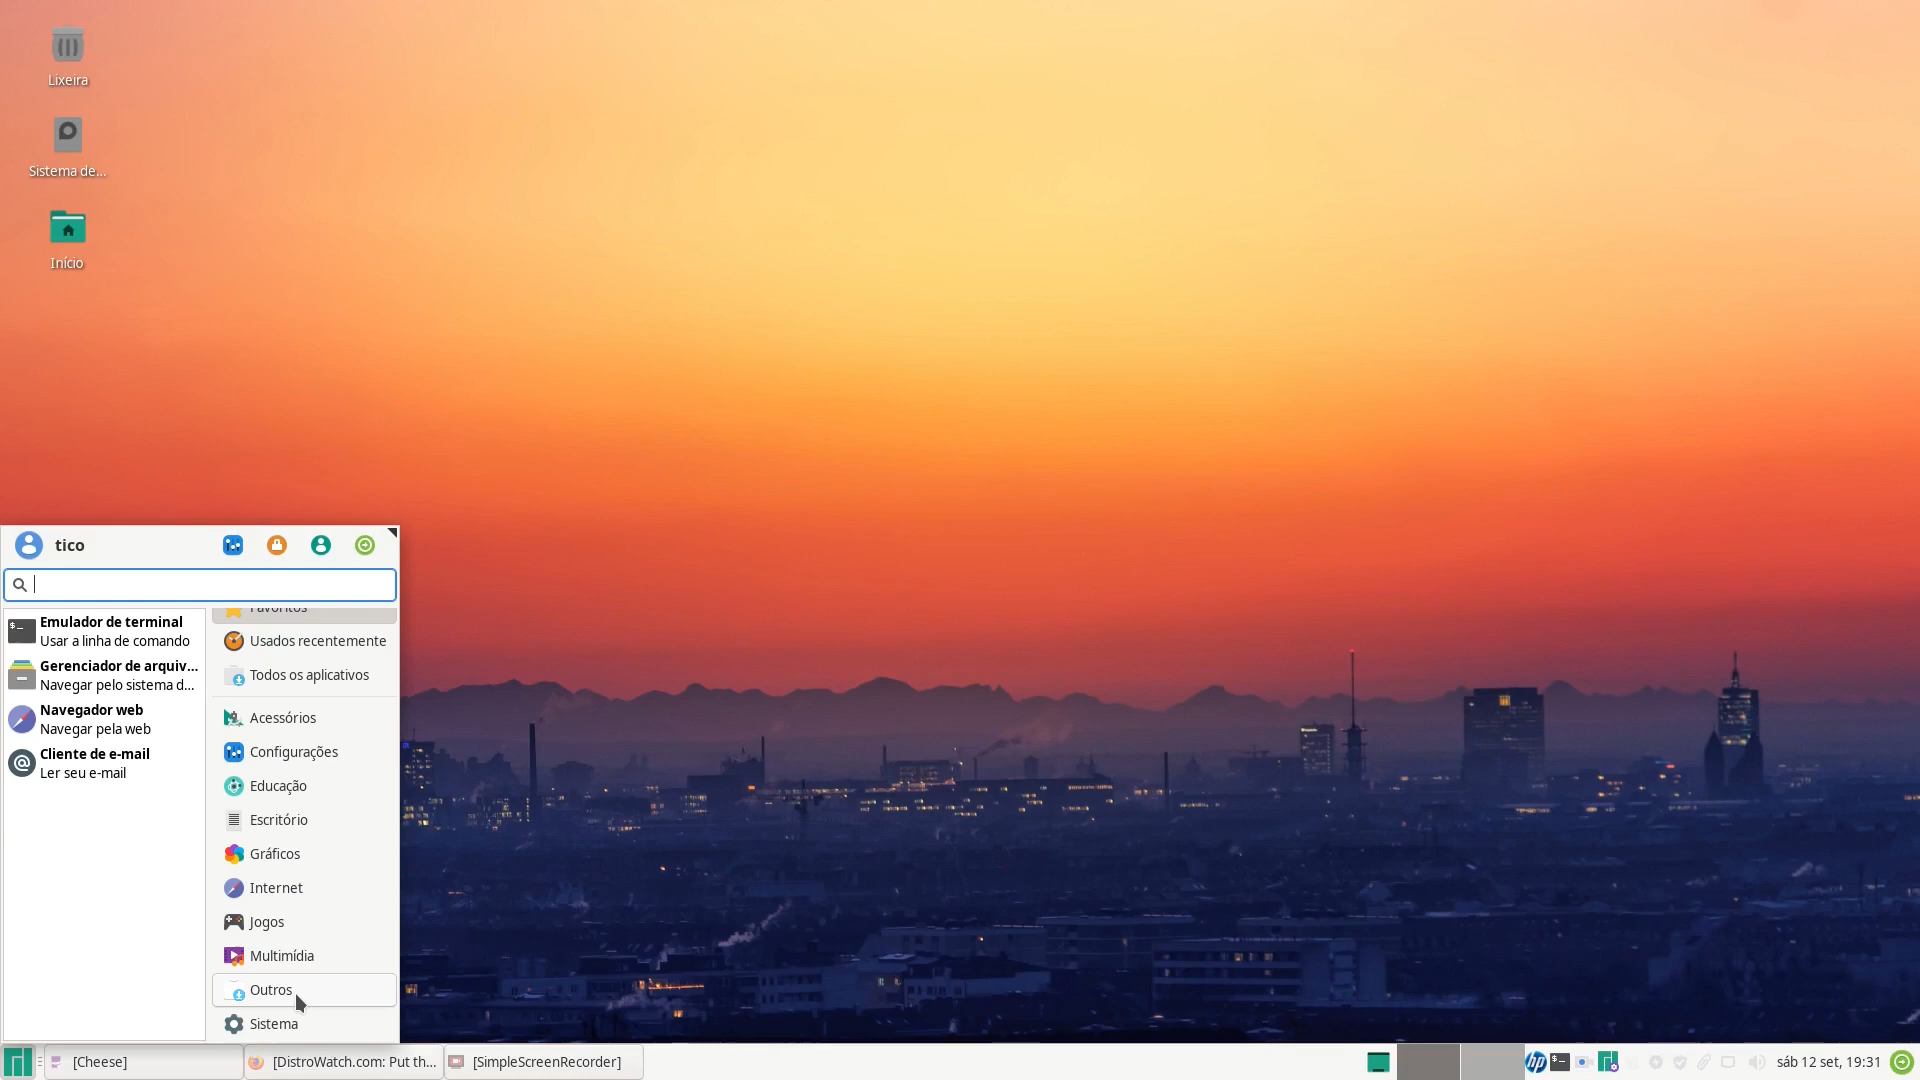 Lixeira
Sistema de...
Início
tico
Favoritos
Emulador de terminal
Usar a linha de comando
Gerenciador de arquiv...
Navegar pelo sistema d...
Navegador web
Navegar pela web
Cliente de e-mail
Ler seu e-mail
Usados recentemente
Todos os aplicativos
Acessórios
Configurações
Educação
Escritório
Gráficos
Internet
Jogos
Multimídia
Outros
Sistema
[Cheese]
[DistroWatch.com: Put th...
[SimpleScreenRecorder]
hp
sáb 12 set, 19:31